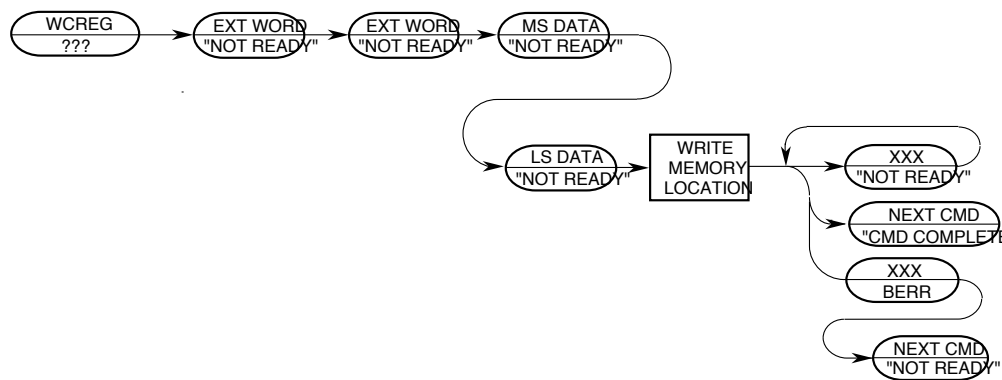 WCREG
???
EXT WORD
"NOT READY"
EXT WORD
"NOT READY"
MS DATA
"NOT READY"
LS DATA
"NOT READY"
WRITE
MEMORY
LOCATION
XXX
"NOT READY"
NEXT CMD
"CMD COMPLETE
XXX
BERR
NEXT CMD
"NOT READY"